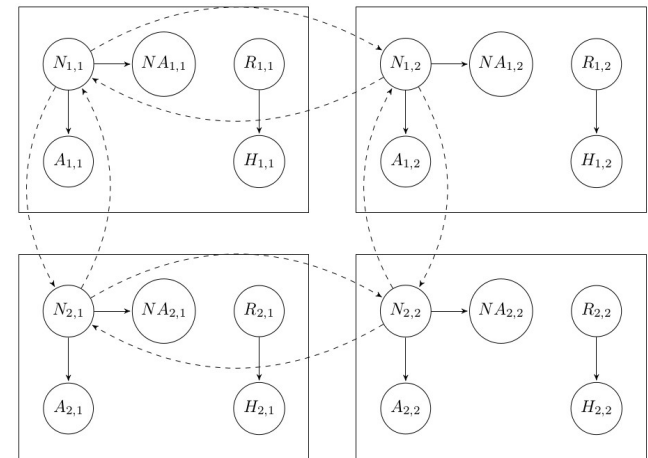 N1,1 NA1,1 R1,1 N1,2 NA1,2 R1,2
A1,1 H1,1 A1,2 H1,2
N2,1 NA2,1 R2,1 N2,2 NA2,2 R2,2
A2,1 H2,1 A2,2 H2,2